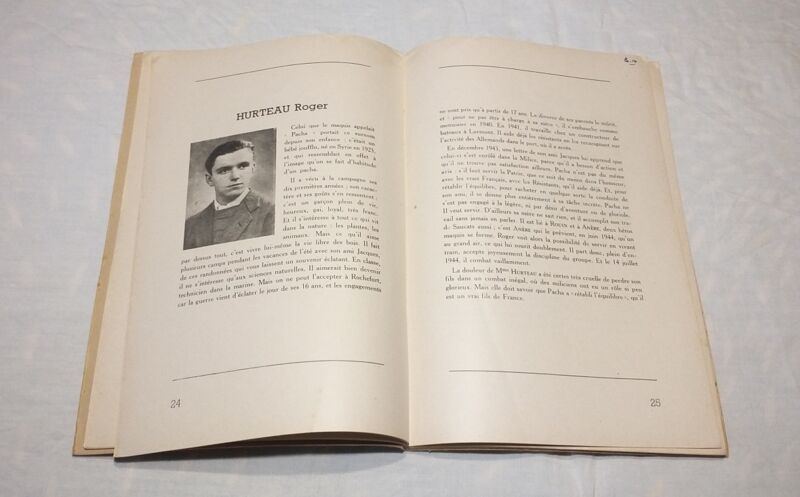 HURTEAU Roger
Celui que le maquis appelait
« Pacha » portait ce surnom
depuis son enfance : c'était un
bébé joufflu, né en Syrie en 1923,
et qui ressemblait en effet à
l'image qu'on se fait d'habitude
d'un pacha.
Il a vécu à la campagne ses
dix premières années ; son carac-
tère et ses goûts s'en ressentent ;
c'est un garçon plein de vie,
heureux, gai, loyal, très franc.
Et il s'intéresse à tout ce qui vit
dans la nature : les plantes, les
animaux. Mais ce qu'il aime
par dessus tout, c'est vivre lui-même la vie libre des bois. Il fait
plusieurs camps pendant les vacances de l'été avec son ami Jacques,
de ces randonnées qui vous laissent un souvenir éclatant. En classe,
il ne s'intéresse qu'aux sciences naturelles. Il aimerait bien devenir
technicien dans la marine. Mais on ne peut l'accepter à Rochefort,
car la guerre vient d'éclater le jour de ses 16 ans, et les engagements
24
ne sont pris qu'à partir de 17 ans. Le divorce de ses parents le mûrit,
et « pour ne pas être à charge à sa mère », il s'embauche comme
en 1940. En 1941, il travaille chez un constructeur de
bateaux à Lormont. Il aide déjà les résistants en les renseignant sur
l'activité des Allemands dans le port, où il a accès.
En décembre 1943, une lettre de son ami Jacques lui apprend que
celui-ci s'est enrôlé dans la Milice, parce qu'il a besoin d'action et
qu'il ne trouve pas satisfaction ailleurs. Pacha n'est pas du même
avis : s'il faut servir la Patrie, que ce soit du moins dans l'honneur,
avec les vrais Français, avec les Résistants, qu'il aide déjà. Et, pour
rétablir l'équilibre, pour racheter en quelque sorte la conduite de
son ami, il se donne plus entièrement à sa tâche secrète. Pacha ne
s'est pas engagé à la légère, ni par désir d'aventure ou de gloriole.
Il veut servir. D'ailleurs sa mère ne sait rien, et il accomplit son tra-
vail sans jamais en parler. Il est lié à ROUIN et ANÈRE, deux héros
de Saucats aussi ; c'est ANÈRE qui le prévient, en juin 1944, qu'un
maquis se forme. Roger voit alors la possibilité de servir en vivant
au grand air, ce qui honore infiniment. Il part donc, plein d'en-
train, accepte joyeusement la discipline du groupe. Et le 14 juillet
1944, il combat vaillamment.
La douleur de Mme HURTEAU a été certes très cruelle de perdre son
fils dans un combat inégal, où des miliciens ont eu un rôle si peu
glorieux. Mais elle doit savoir que Pacha a « rétabli l'équilibre », qu'il
est un vrai fils de France.
25